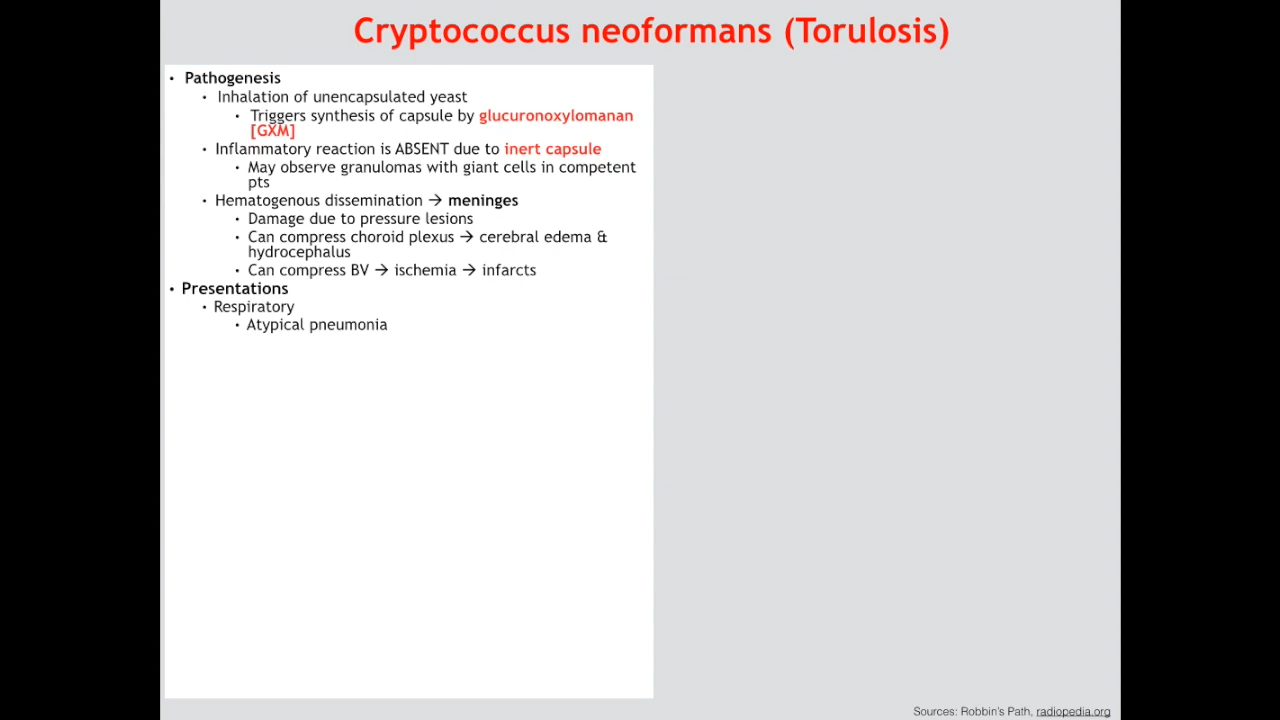 Cryptococcus neoformans (Torulosis)
• Pathogenesis
• Inhalation of unencapsulated yeast
• Triggers synthesis of capsule by glucuronoxylomanan
[GXM]
• Inflammatory reaction is ABSENT due to inert capsule
• May observe granulomas with giant cells in competent
pts
• Hematogenous dissemination → meninges
• Damage due to pressure lesions
• Can compress choroid plexus → cerebral edema &
hydrocephalus
• Can compress BV → ischemia → infarcts
• Presentations
• Respiratory
• Atypical pneumonia
Sources: Robbin's Path, radiopedia.org